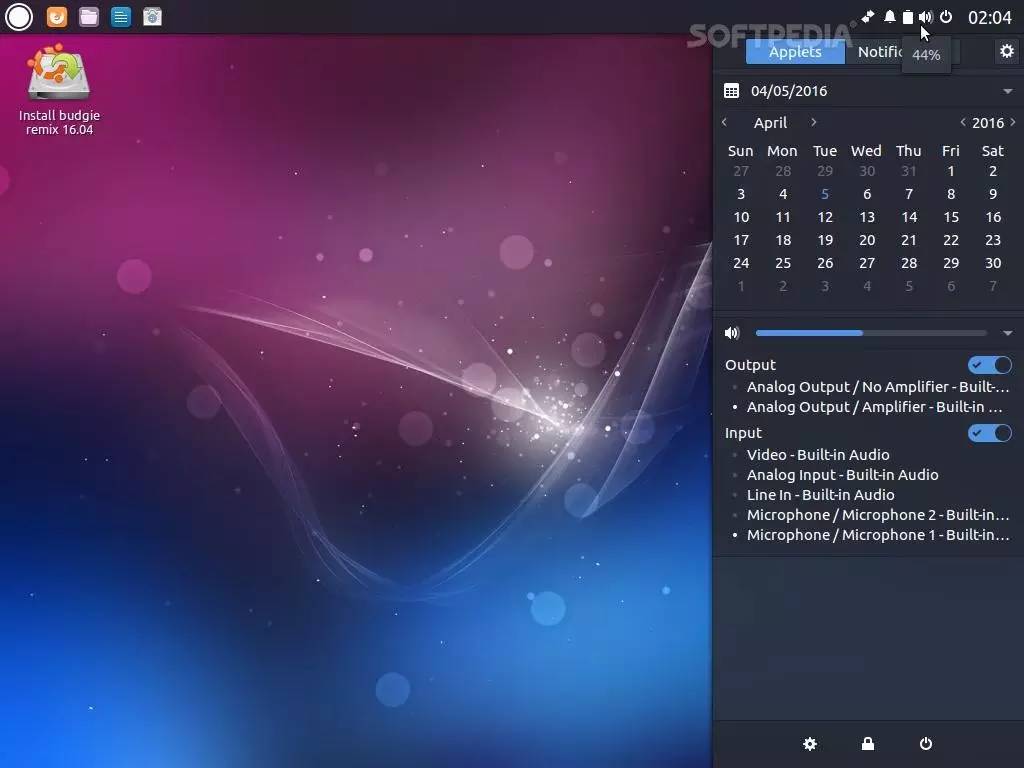 02:04
SOFTPEDIA®
Applets Notific
44%
Install budgie
remix 16.04
04/05/2016
April 2016
Sun Mon Tue Wed Thu Fri Sat
27 28 29 30 31 1 2
3 4 5 6 7 8 9
10 11 12 13 14 15 16
17 18 19 20 21 22 23
24 25 26 27 28 29 30
1 2 3 4 5 6 7
Output
Analog Output / No Amplifier - Built-...
Analog Output / Amplifier - Built-in ...
Input
Video - Built-in Audio
Analog Input - Built-in Audio
Line In - Built-in Audio
Microphone / Microphone 2 - Built-in...
Microphone / Microphone 1 - Built-in...